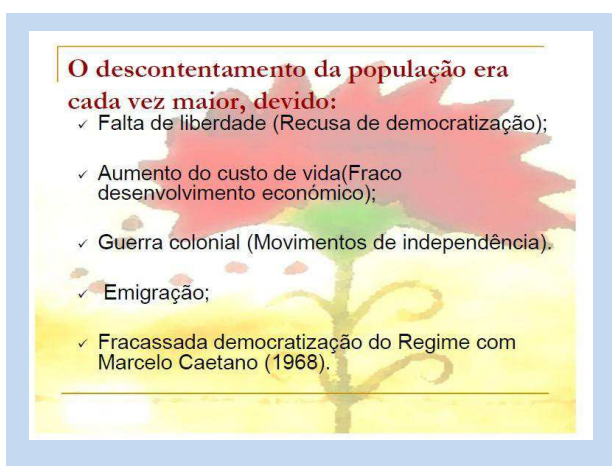 O descontentamento da população era
cada vez maior, devido:
✓ Falta de liberdade (Recusa de democratização);
✓ Aumento do custo de vida(Fraco
desenvolvimento económico);
✓ Guerra colonial (Movimentos de independência).
✓ Emigração;
✓ Fracassada democratização do Regime com
Marcelo Caetano (1968).